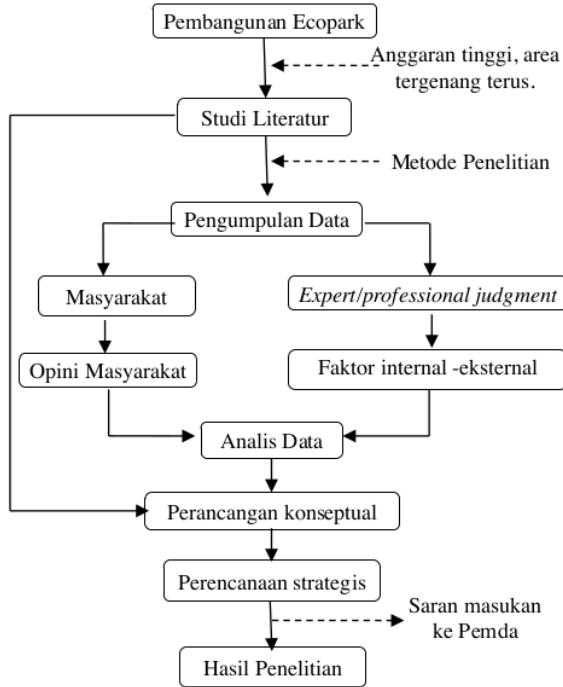 Pembangunan Ecopark
Anggaran tinggi, area
tergenang terus.
Studi Literatur
Metode Penelitian
Pengumpulan Data
Masyarakat
Expert/professional judgment
Opini Masyarakat
Faktor internal -eksternal
Analis Data
Perancangan konseptual
Perencanaan strategis
Saran masukan
ke Pemda
Hasil Penelitian